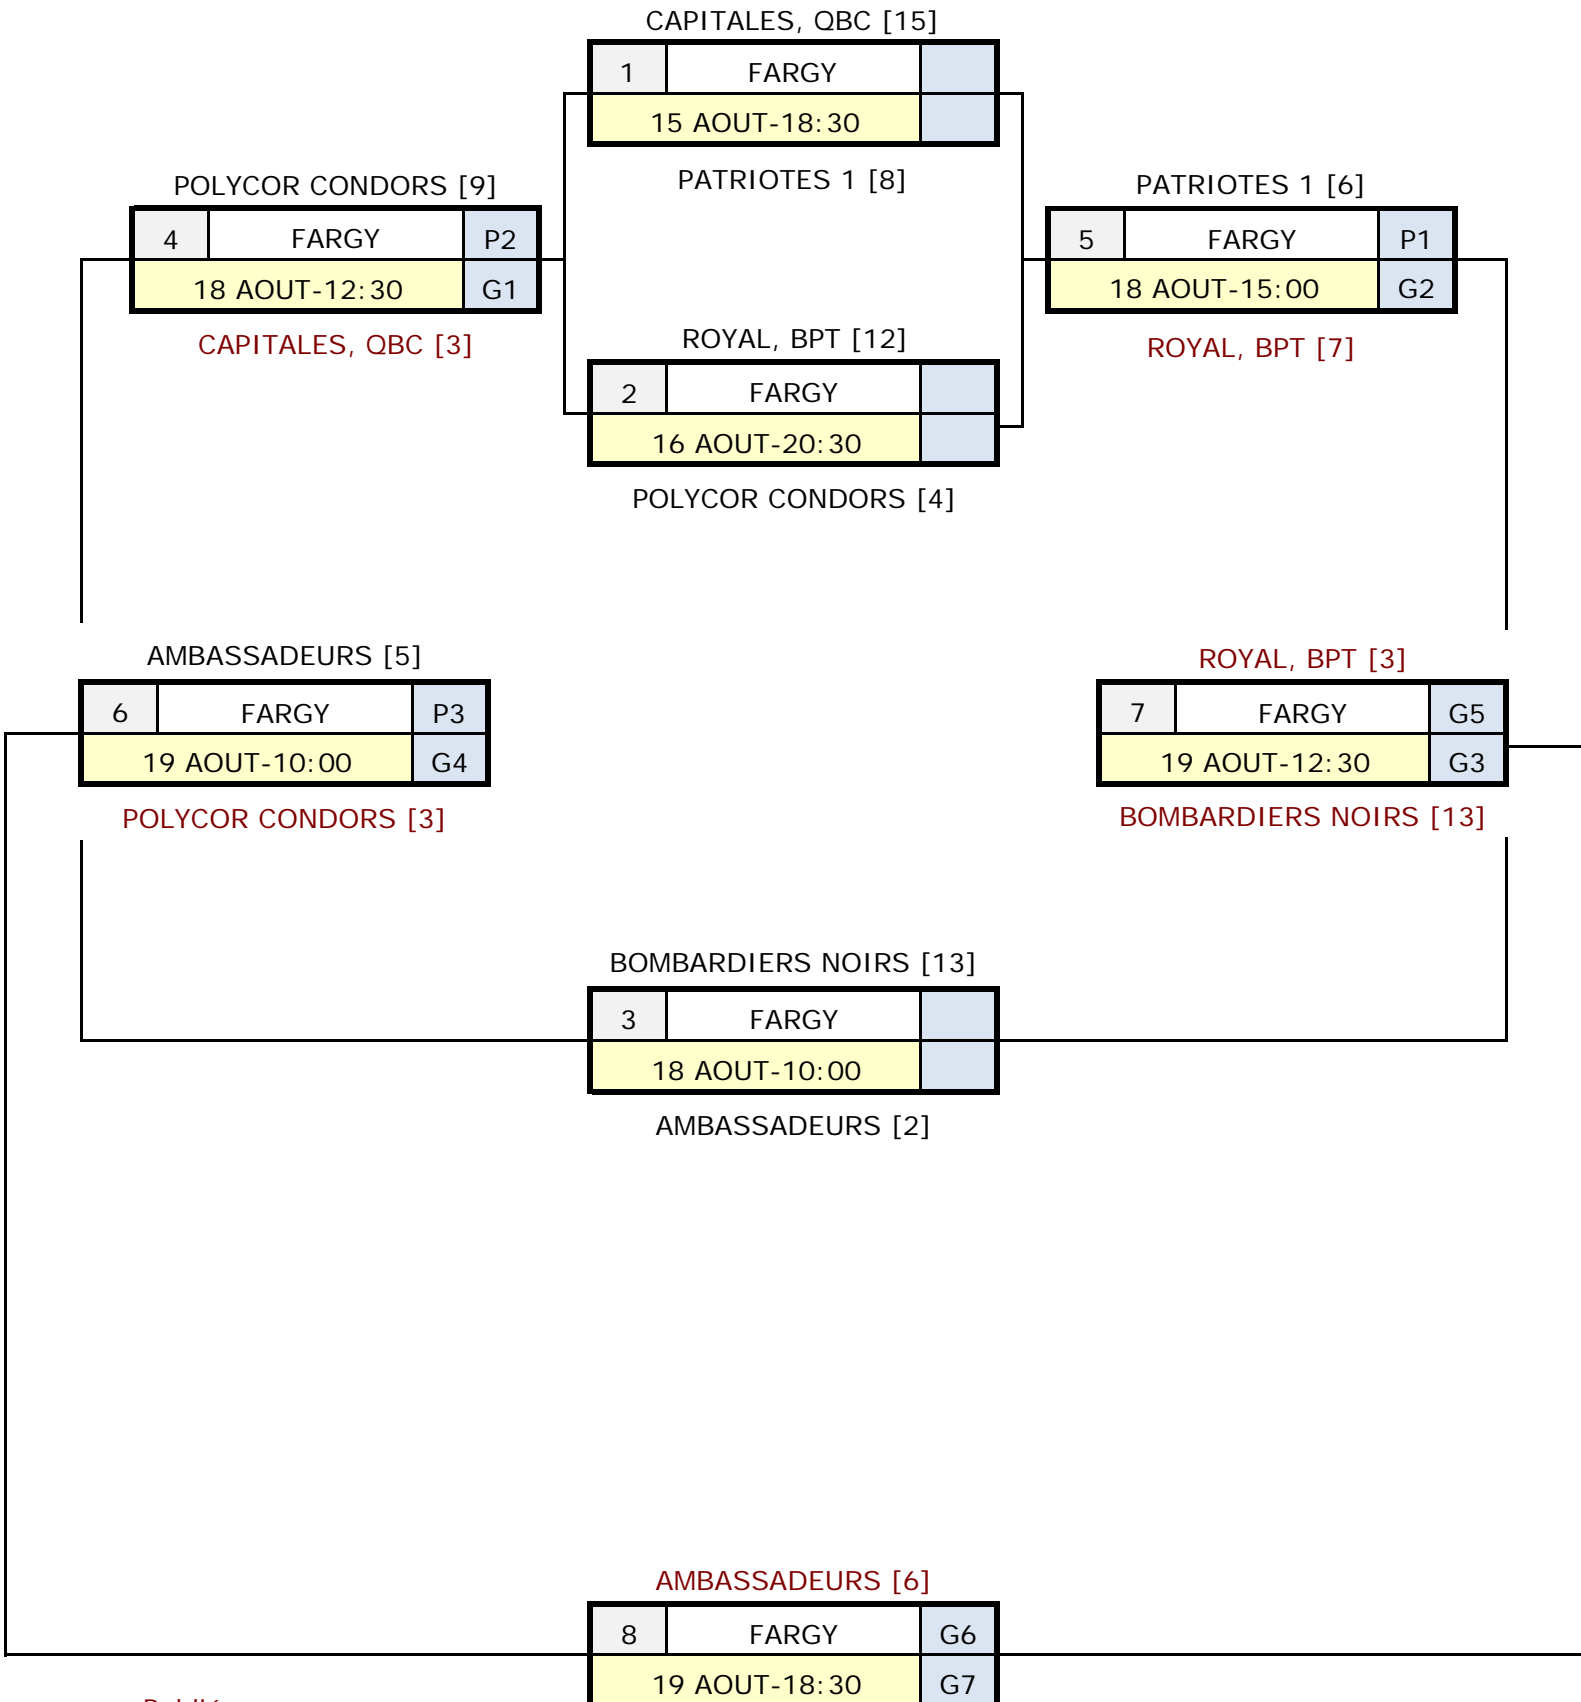 CAPITALES, QBC [15]
1 FARGY
15 AOUT-18:30
PATRIOTES 1 [8]
POLYCOR CONDORS [9]
4 FARGY P2
18 AOUT-12:30 G1
CAPITALES, QBC [3]
PATRIOTES 1 [6]
5 FARGY P1
18 AOUT-15:00 G2
ROYAL, BPT [7]
ROYAL, BPT [12]
2 FARGY
16 AOUT-20:30
POLYCOR CONDORS [4]
AMBASSADEURS [5]
6 FARGY P3
19 AOUT-10:00 G4
POLYCOR CONDORS [3]
ROYAL, BPT [3]
7 FARGY G5
19 AOUT-12:30 G3
BOMBARDIERS NOIRS [13]
BOMBARDIERS NOIRS [13]
3 FARGY
18 AOUT-10:00
AMBASSADEURS [2]
AMBASSADEURS [6]
8 FARGY G6
19 AOUT-18:30 G7